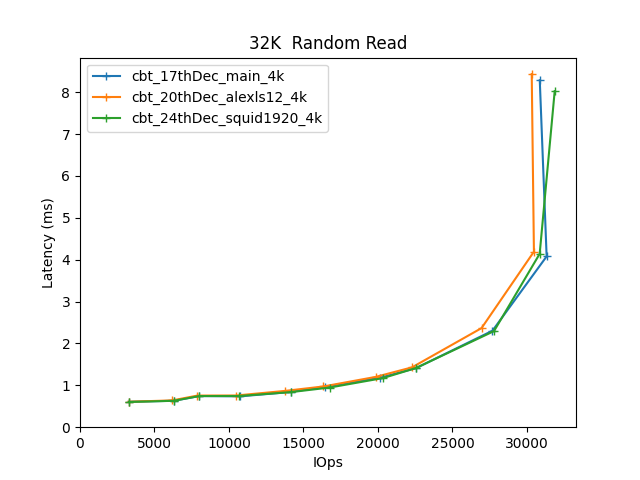 32K  Random Read
cbt_17thDec_main_4k
cbt_20thDec_alexls12_4k
cbt_24thDec_squid1920_4k
8
7
6
5
4
3
2
1
0
Latency (ms)
0 5000 10000 15000 20000 25000 30000
IOps